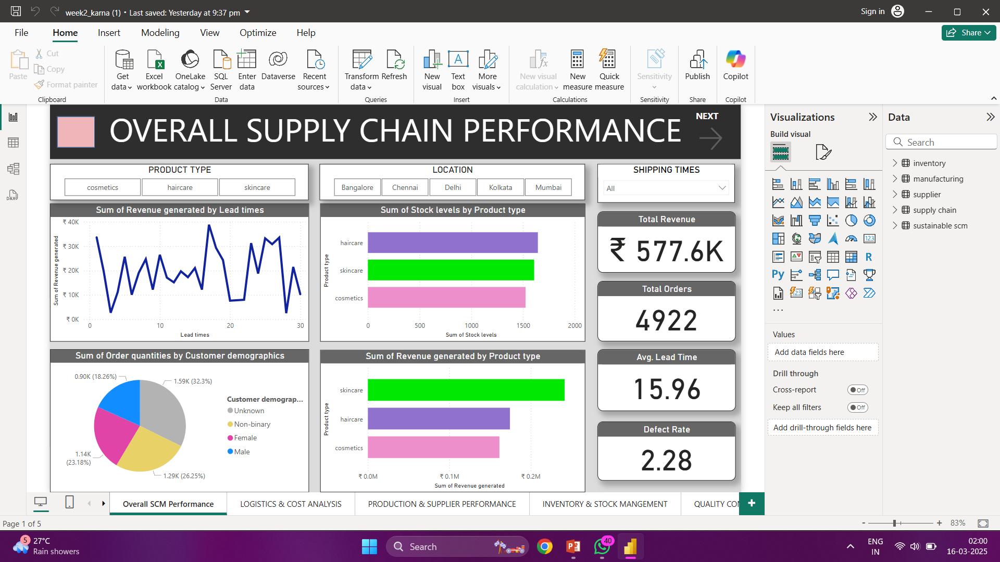 week2_karna (1) • Last saved: Yesterday at 9:37 pm
Sign in
File Home Insert Modeling View Optimize Help
Share
Paste
Cut
Copy
Format painter
Clipboard
Get data
Excel workbook
OneLake catalog
SQL Server
Enter data
Dataverse
Recent sources
Data
Transform data
Refresh
Queries
New visual
Text box
More visuals
Insert
New visual calculation
New measure
Quick measure
Calculations
Sensitivity
Sensitivity
Publish
Share
Copilot
Copilot
OVERALL SUPPLY CHAIN PERFORMANCE
NEXT
PRODUCT TYPE
cosmetics haircare skincare
LOCATION
Bangalore Chennai Delhi Kolkata Mumbai
SHIPPING TIMES
All
Sum of Revenue generated by Lead times
Sum of Revenue generated
₹ 40K
₹ 30K
₹ 20K
₹ 10K
₹ 0K
0 10 20 30
Lead times
Sum of Stock levels by Product type
Product type
haircare
skincare
cosmetics
0 500 1000 1500 2000
Sum of Stock levels
Total Revenue
₹ 577.6K
Total Orders
4922
Avg. Lead Time
15.96
Defect Rate
2.28
Sum of Order quantities by Customer demographics
0.90K (18.26%)
1.59K (32.3%)
1.14K
(23.18%)
1.29K (26.25%)
Customer demograp...
Unknown
Non-binary
Female
Male
Sum of Revenue generated by Product type
Product type
skincare
haircare
cosmetics
₹ 0.0M ₹ 0.1M ₹ 0.2M
Sum of Revenue generated
Visualizations
Build visual
123
R
Py
123
...
Values
Add data fields here
Drill through
Cross-report
Off
Keep all filters
Off
Add drill-through fields here
Data
Search
inventory
manufacturing
supplier
supply chain
sustainable scm
DAX
Overall SCM Performance
LOGISTICS & COST ANALYSIS
PRODUCTION & SUPPLIER PERFORMANCE
INVENTORY & STOCK MANGEMENT
QUALITY CON
+
Page 1 of 5
- + 83%
5
27°C
Rain showers
Search
40
ENG
IN
02:00
16-03-2025